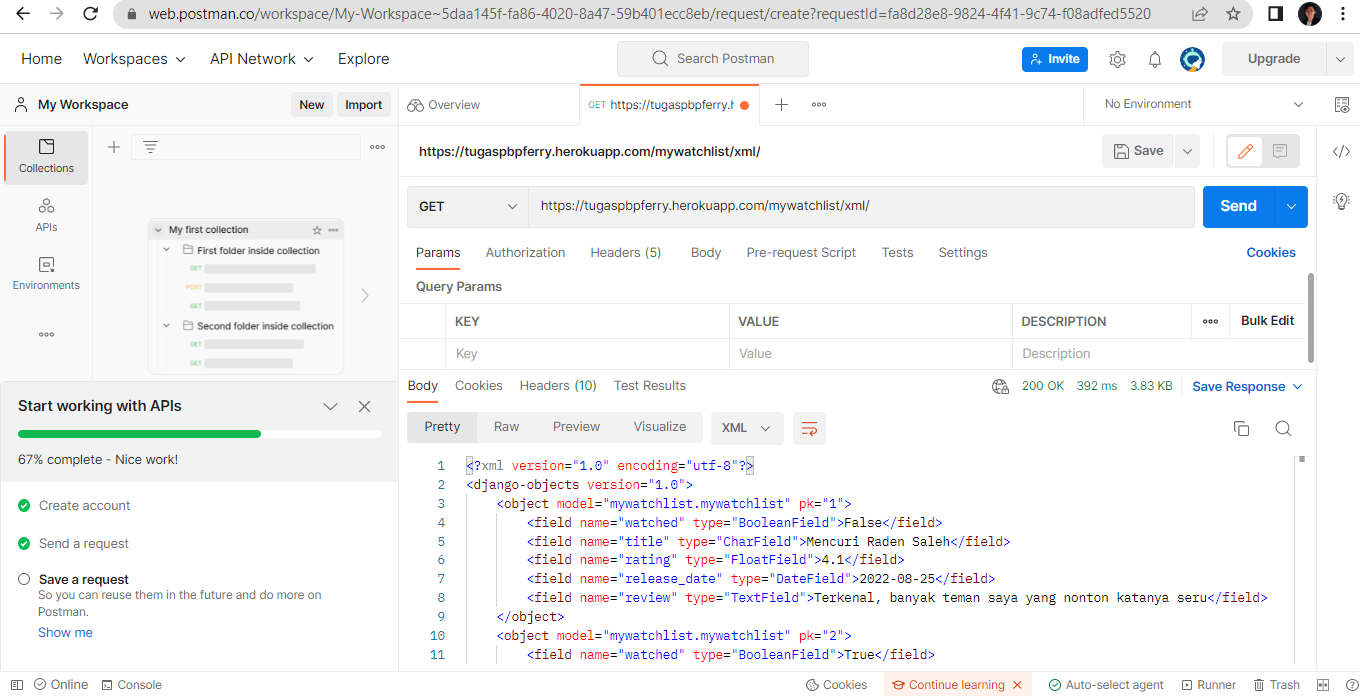 web.postman.co/workspace/My-Workspace~5daa145f-fa86-4020-8a47-59b401ecc8eb/request/create?requestId=fa8d28e8-9824-4f41-9c74-f08adfed5520
Home Workspaces API Network Explore Search Postman Invite Upgrade
My Workspace New Import Overview GET https://tugaspbpferry.h No Environment
Collections
APIs
Environments
My first collection
First folder inside collection
GET
POST
GET
Second folder inside collection
GET
GET
https://tugaspbpferry.herokuapp.com/mywatchlist/xml/ Save
GET https://tugaspbpferry.herokuapp.com/mywatchlist/xml/ Send
Params Authorization Headers (5) Body Pre-request Script Tests Settings Cookies
Query Params
KEY VALUE DESCRIPTION Bulk Edit
Key Value Description
Body Cookies Headers (10) Test Results 200 OK 392 ms 3.83 KB Save Response
Pretty Raw Preview Visualize XML
1 <?xml version="1.0" encoding="utf-8"?>
2 <django-objects version="1.0">
3 <object model="mywatchlist.mywatchlist" pk="1">
4 <field name="watched" type="BooleanField">False</field>
5 <field name="title" type="CharField">Mencuri Raden Saleh</field>
6 <field name="rating" type="FloatField">4.1</field>
7 <field name="release_date" type="DateField">2022-08-25</field>
8 <field name="review" type="TextField">Terkenal, banyak teman saya yang nonton katanya seru</field>
9 </object>
10 <object model="mywatchlist.mywatchlist" pk="2">
11 <field name="watched" type="BooleanField">True</field>
Start working with APIs
67% complete - Nice work!
Create account
Send a request
Save a request
So you can reuse them in the future and do more on
Postman.
Show me
Online Console Cookies Continue learning Auto-select agent Runner Trash